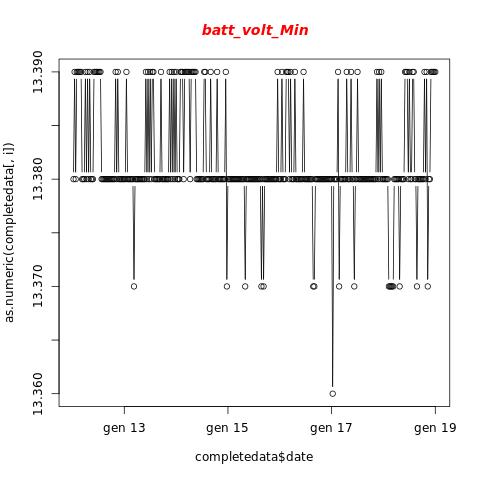 batt_volt_Min
as.numeric(completedata[, i])
13.390
13.380
13.370
13.360
gen 13
gen 15
gen 17
gen 19
completedata$date